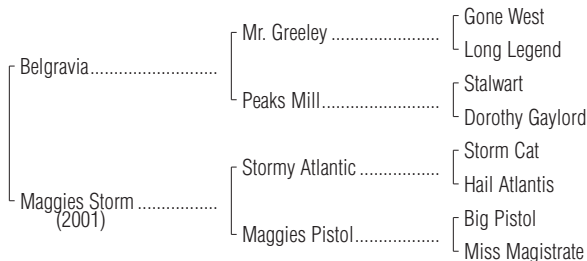 Gone West
Mr. Greeley ....................
Long Legend
Belgravia........................
Stalwart
Peaks Mill......................
Dorothy Gaylord
Storm Cat
Stormy Atlantic ...............
Hail Atlantis
Maggies Storm ...............
(2001)
Big Pistol
Maggies Pistol................
Miss Magistrate